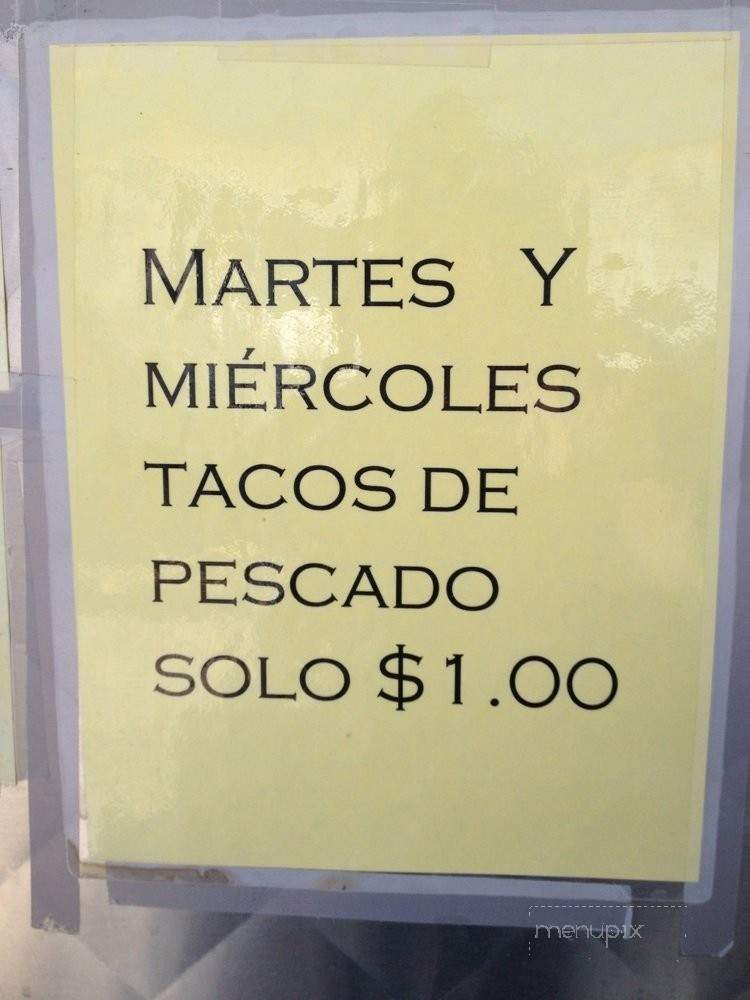 MARTES Y
MIÉRCOLES
TACOS DE
PESCADO
SOLO $1.00
menupix